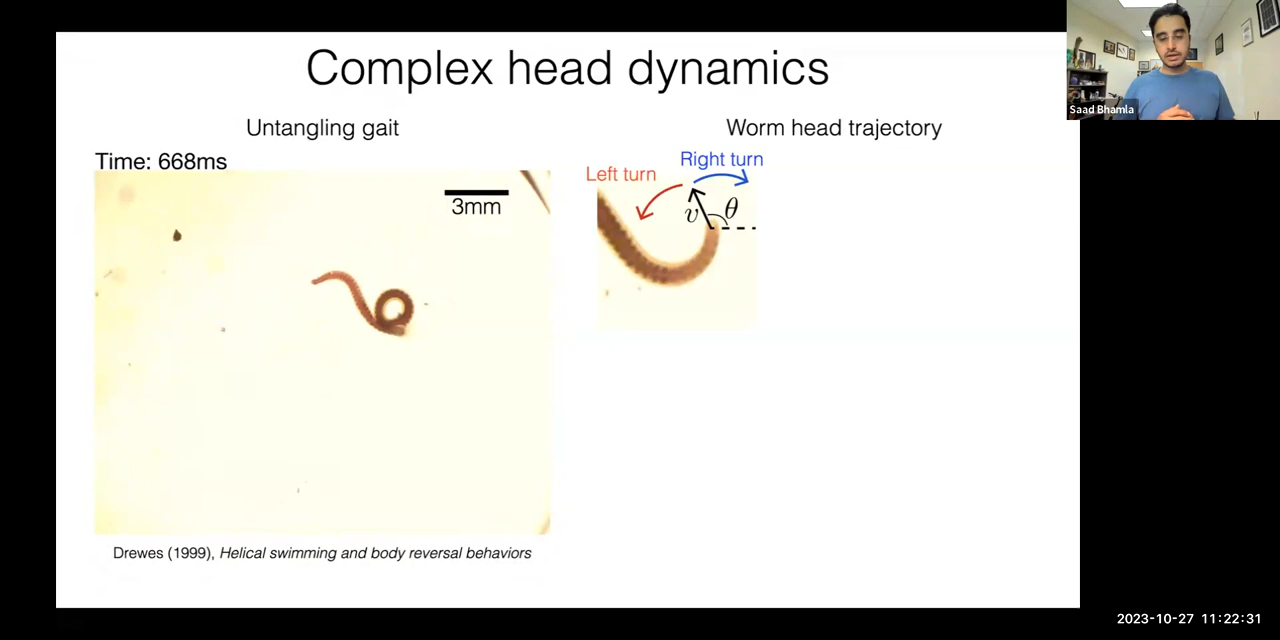 Complex head dynamics
Untangling gait
Worm head trajectory
Time: 668ms
3mm
Left turn
Right turn
v
θ
Drewes (1999), Helical swimming and body reversal behaviors
Saad Bhamla
2023-10-27 11:22:31